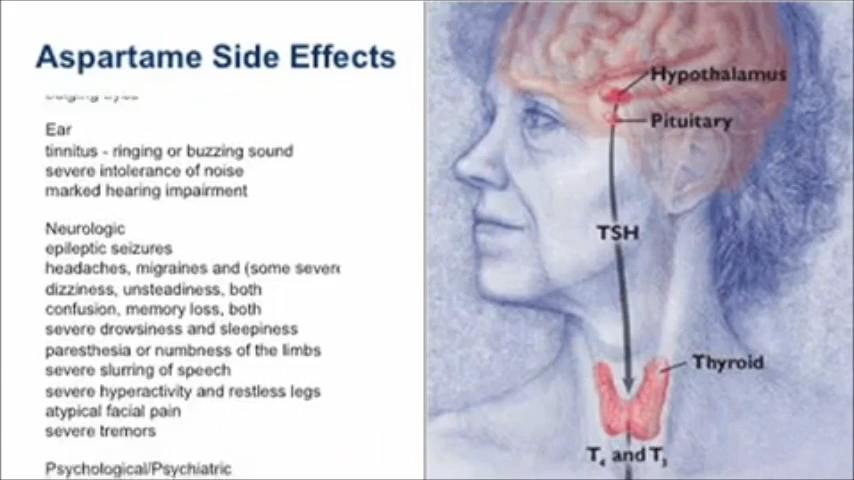 Aspartame Side Effects
Ear
tinnitus - ringing or buzzing sound
severe intolerance of noise
marked hearing impairment
Neurologic
epileptic seizures
headaches, migraines and (some severe
dizziness, unsteadiness, both
confusion, memory loss, both
severe drowsiness and sleepiness
paresthesia or numbness of the limbs
severe slurring of speech
severe hyperactivity and restless legs
atypical facial pain
severe tremors
Psychological/Psychiatric
Hypothalamus
Pituitary
TSH
Thyroid
T₄ and T₃